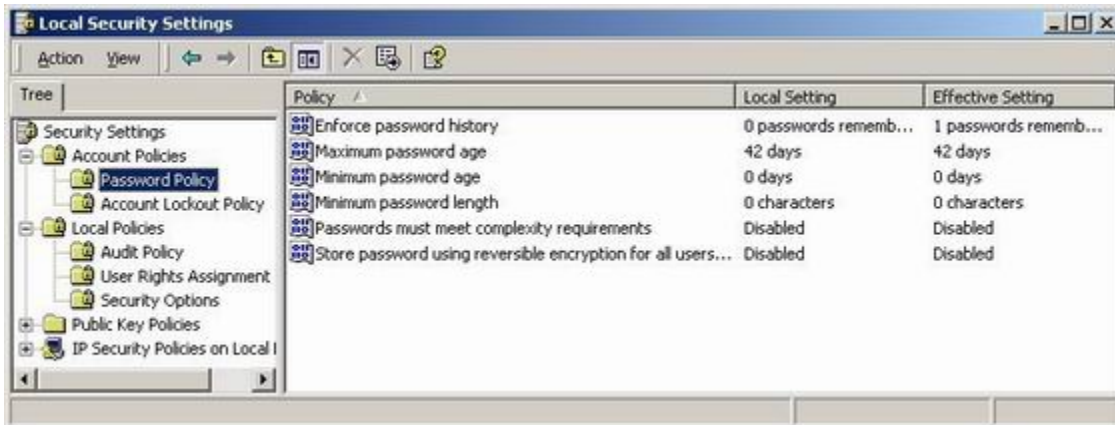 Local Security Settings
Action View
Tree
Policy Local Setting Effective Setting
Security Settings
Account Policies
Password Policy
Account Lockout Policy
Local Policies
Audit Policy
User Rights Assignment
Security Options
Public Key Policies
IP Security Policies on Local
Enforce password history 0 passwords rememb... 1 passwords rememb...
Maximum password age 42 days 42 days
Minimum password age 0 days 0 days
Minimum password length 0 characters 0 characters
Passwords must meet complexity requirements Disabled Disabled
Store password using reversible encryption for all users... Disabled Disabled